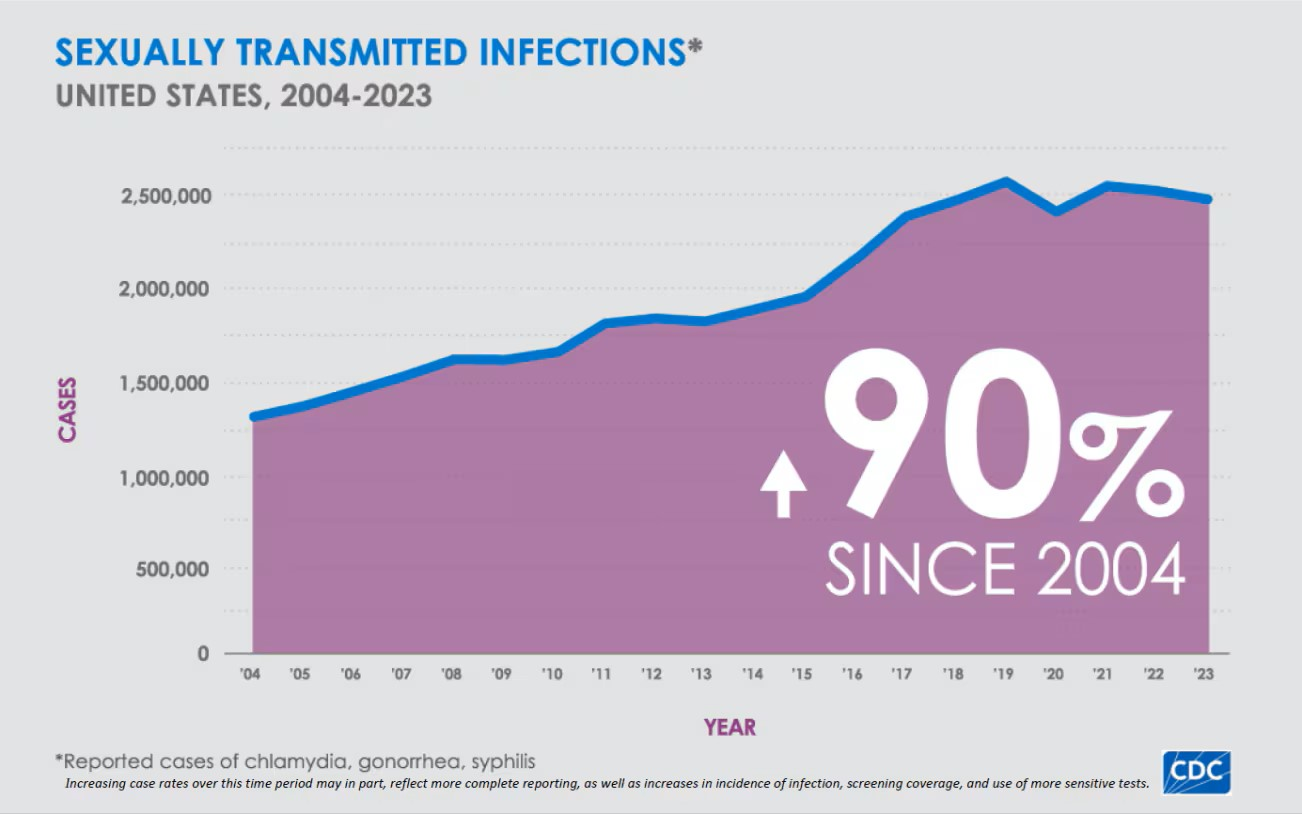 SEXUALLY TRANSMITTED INFECTIONS*
UNITED STATES, 2004-2023
2,500,000
2,000,000
1,500,000
1,000,000
500,000
0
CASES
90%
SINCE 2004
'04 '05 '06 '07 '08 '09 '10 '11 '12 '13 '14 '15 '16 '17 '18 '19 '20 '21 '22 '23
YEAR
*Reported cases of chlamydia, gonorrhea, syphilis
Increasing case rates over this time period may in part, reflect more complete reporting, as well as increases in incidence of infection, screening coverage, and use of more sensitive tests.
CDC